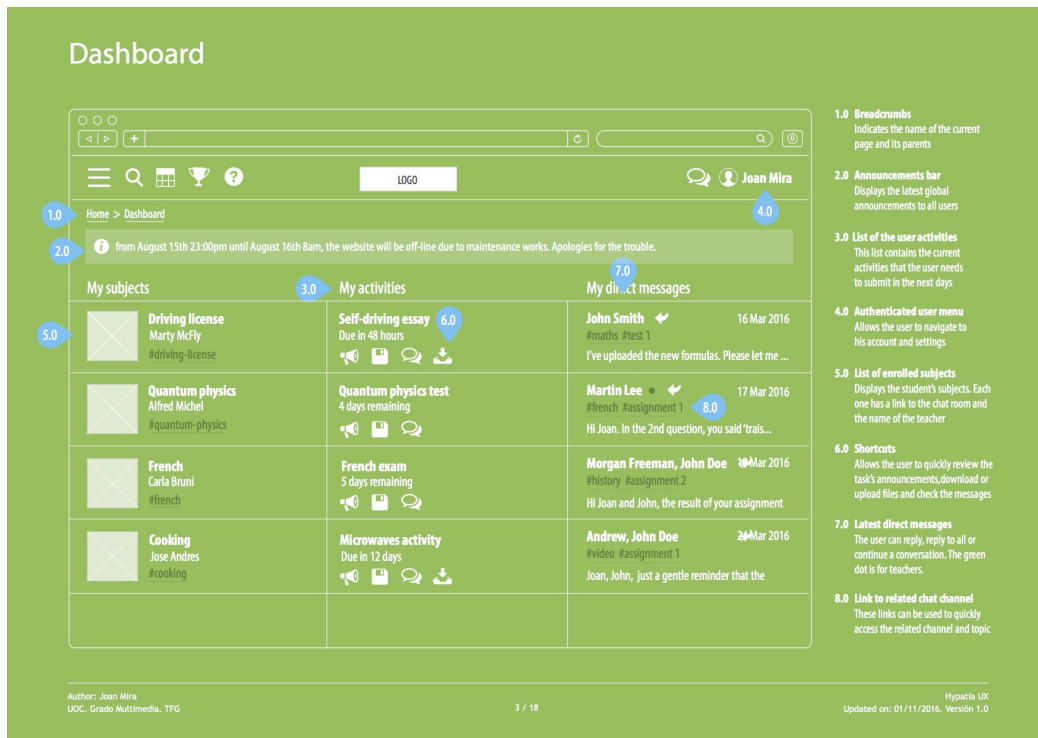 Dashboard
LOGO
Joan Mira
1.0
Home > Dashboard
4.0
2.0
from August 15th 23:00pm until August 16th 8am, the website will be off-line due to maintenance works. Apologies for the trouble.
7.0
My subjects
3.0
My activities
My direct messages
5.0
Driving license
Marty McFly
#driving-license
Self-driving essay
6.0
Due in 48 hours
John Smith
16 Mar 2016
#maths #test 1
I've uploaded the new formulas. Please let me ...
Quantum physics
Alfred Michel
#quantum-physics
Quantum physics test
4 days remaining
Martin Lee
17 Mar 2016
#french #assignment 1
8.0
Hi Joan. In the 2nd question, you said 'trais...
French
Carla Bruni
#french
French exam
5 days remaining
Morgan Freeman, John Doe
Mar 2016
#history #assignment 2
Hi Joan and John, the result of your assignment
Cooking
Jose Andres
#cooking
Microwaves activity
Due in 12 days
Andrew, John Doe
Mar 2016
#video #assignment 1
Joan, John, just a gentle reminder that the
1.0 Breadcrumbs
Indicates the name of the current
page and its parents
2.0 Announcements bar
Displays the latest global
announcements to all users
3.0 List of the user activities
This list contains the current
activities that the user needs
to submit in the next days
4.0 Authenticated user menu
Allows the user to navigate to
his account and settings
5.0 List of enrolled subjects
Displays the student's subjects. Each
one has a link to the chat room and
the name of the teacher
6.0 Shortcuts
Allows the user to quickly review the
task's announcements,download or
upload files and check the messages
7.0 Latest direct messages
The user can reply, reply to all or
continue a conversation. The green
dot is for teachers.
8.0 Link to related chat channel
These links can be used to quickly
access the related channel and topic
Author: Joan Mira
UOC. Grado Multimedia. TFG
3 / 18
Hypatia UX
Updated on: 01/11/2016. Versión 1.0